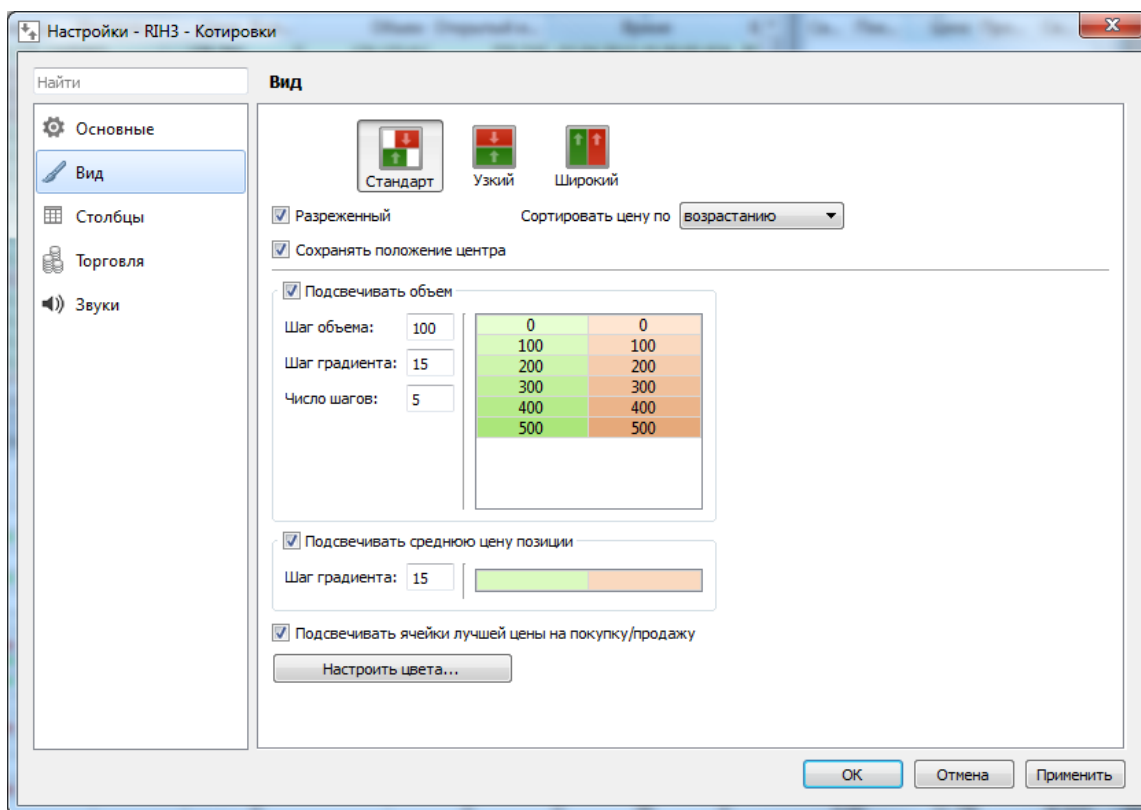 Настройки - RIH3 - Котировки
Найти
Основные
Вид
Столбцы
Торговля
Звуки
Вид
Стандарт Узкий Широкий
Разреженный Сортировать цену по возрастанию
Сохранять положение центра
Подсвечивать объем
Шаг объема: 100
Шаг градиента: 15
Число шагов: 5
0 0
100 100
200 200
300 300
400 400
500 500
Подсвечивать среднюю цену позиции
Шаг градиента: 15
Подсвечивать ячейки лучшей цены на покупку/продажу
Настроить цвета...
OK Отмена Применить